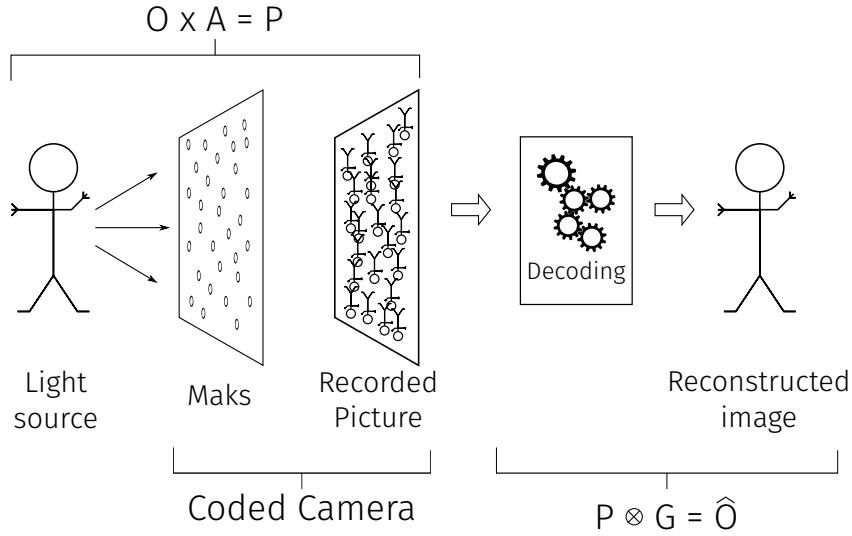 O x A = P
Decoding
Light
source
Maks
Recorded
Picture
Reconstructed
image
Coded Camera
P ⊗ G = Ô